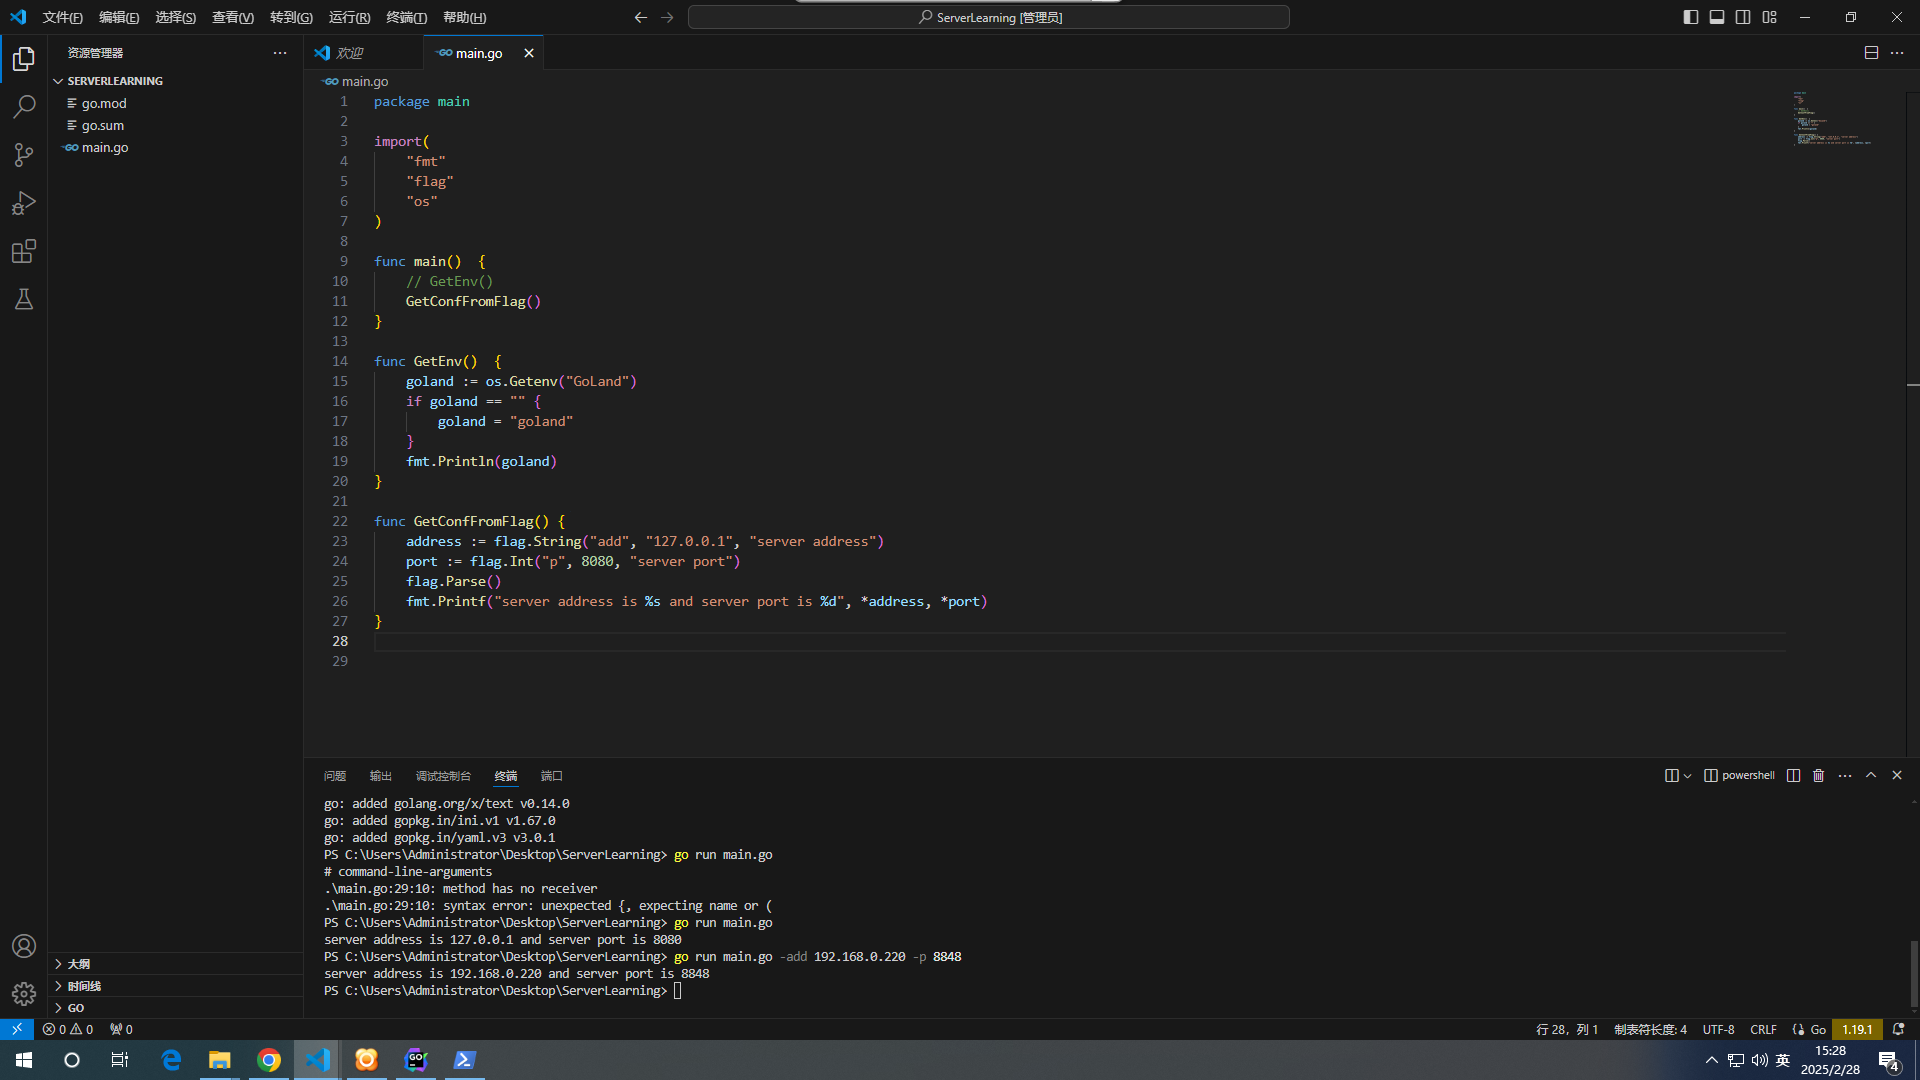 文件(F) 编辑(E) 选择(S) 查看(V) 转到(G) 运行(R) 终端(T) 帮助(H)
ServerLearning [管理员]
资源管理器
SERVERLEARNING
go.mod
go.sum
main.go
大纲
时间线
GO
欢迎
GO main.go
GO main.go
1 package main
2
3 import(
4 "fmt"
5 "flag"
6 "os"
7 )
8
9 func main()  {
10 // GetEnv()
11 GetConfFromFlag()
12 }
13
14 func GetEnv()  {
15 goland := os.Getenv("GoLand")
16 if goland == "" {
17 goland = "goland"
18 }
19 fmt.Println(goland)
20 }
21
22 func GetConfFromFlag() {
23 address := flag.String("add", "127.0.0.1", "server address")
24 port := flag.Int("p", 8080, "server port")
25 flag.Parse()
26 fmt.Printf("server address is %s and server port is %d", *address, *port)
27 }
28
29
问题 输出 调试控制台 终端 端口
powershell
go: added golang.org/x/text v0.14.0
go: added gopkg.in/ini.v1 v1.67.0
go: added gopkg.in/yaml.v3 v3.0.1
PS C:\Users\Administrator\Desktop\ServerLearning> go run main.go
# command-line-arguments
.\main.go:29:10: method has no receiver
.\main.go:29:10: syntax error: unexpected {, expecting name or (
PS C:\Users\Administrator\Desktop\ServerLearning> go run main.go
server address is 127.0.0.1 and server port is 8080
PS C:\Users\Administrator\Desktop\ServerLearning> go run main.go -add 192.168.0.220 -p 8848
server address is 192.168.0.220 and server port is 8848
PS C:\Users\Administrator\Desktop\ServerLearning>
0 0 0
行 28，列 1 制表符长度: 4 UTF-8 CRLF Go 1.19.1
英
15:28
2025/2/28
4